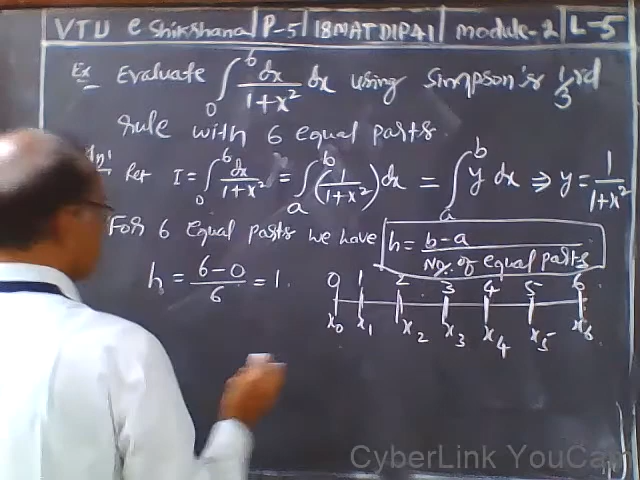 VTU e Shikshana P-5 18MATDIP41 module-2 L-5
Ex Evaluate ∫₀⁶ dx/(1+x²) dx using Simpson's 1/3 rd
rule with 6 equal parts.
Let I = ∫₀⁶ dx/(1+x²) = ∫ₐᵇ (1/(1+x²)) dx = ∫ₐᵇ y dx ⇒ y = 1/(1+x²)
For 6 Equal parts we have h = (b-a)/(No. of equal parts)
h = (6-0)/6 = 1.
0 1 2 3 4 5 6
x₀ x₁ x₂ x₃ x₄ x₅ x₆
CyberLink YouCam